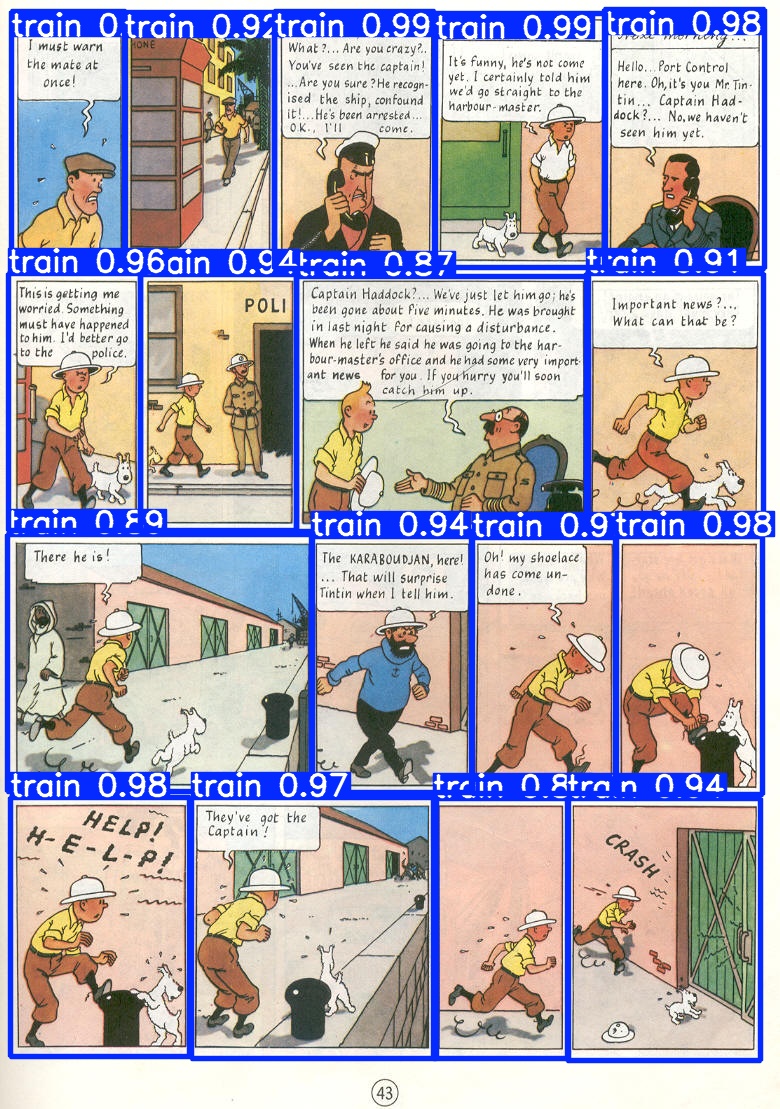 train 0.
I must warn
the mate at
once!
train 0.92
HONE
train 0.99
What?... Are you crazy?..
You've seen the captain!
...Are you sure? He recogn-
ised the ship, confound
it!...He's been arrested...
O.K., I'll come.
train 0.99
It's funny, he's not come
yet. I certainly told him
we'd go straight to the
harbour-master.
train 0.98
Next morning...
Hello... Port Control
here. Oh, it's you Mr. Tin-
tin... Captain Had-
dock?... No, we haven't
seen him yet.
train 0.96
This is getting me
worried. Something
must have happened
to him. I'd better go
to the police.
ain 0.94
POLI
train 0.87
Captain Haddock?... We've just let him go; he's
been gone about five minutes. He was brought
in last night for causing a disturbance.
When he left he said he was going to the har-
bour-master's office and he had some very import-
ant news for you. If you hurry you'll soon
catch him up.
train 0.91
Important news?...
What can that be?
train 0.89
There he is!
train 0.94
The KARABOUDJAN, here!
... That will surprise
Tintin when I tell him.
train 0.9
Oh! my shoelace
has come un-
done.
train 0.98
train 0.98
HELP!
H-E-L-P!
train 0.97
They've got the
Captain!
train 0.8
train 0.94
CRASH
43